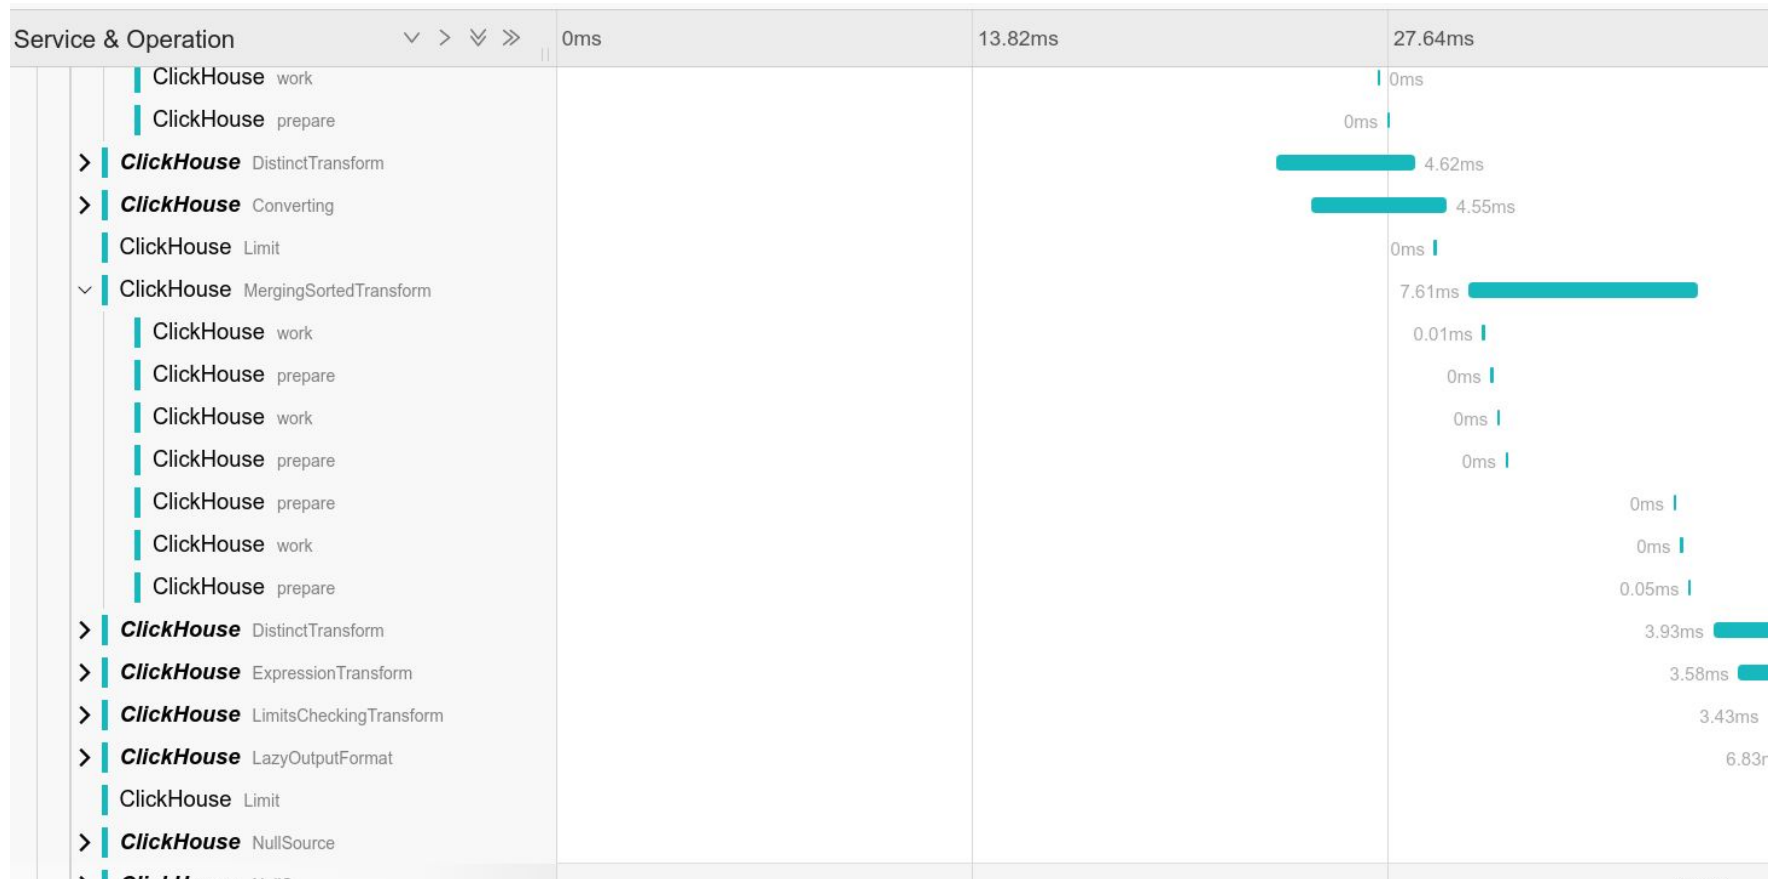 Service & Operation 0ms 13.82ms 27.64ms
ClickHouse work 0ms
ClickHouse prepare 0ms
ClickHouse DistinctTransform 4.62ms
ClickHouse Converting 4.55ms
ClickHouse Limit 0ms
ClickHouse MergingSortedTransform 7.61ms
ClickHouse work 0.01ms
ClickHouse prepare 0ms
ClickHouse work 0ms
ClickHouse prepare 0ms
ClickHouse prepare 0ms
ClickHouse work 0ms
ClickHouse prepare 0.05ms
ClickHouse DistinctTransform 3.93ms
ClickHouse ExpressionTransform 3.58ms
ClickHouse LimitsCheckingTransform 3.43ms
ClickHouse LazyOutputFormat 6.83
ClickHouse Limit
ClickHouse NullSource